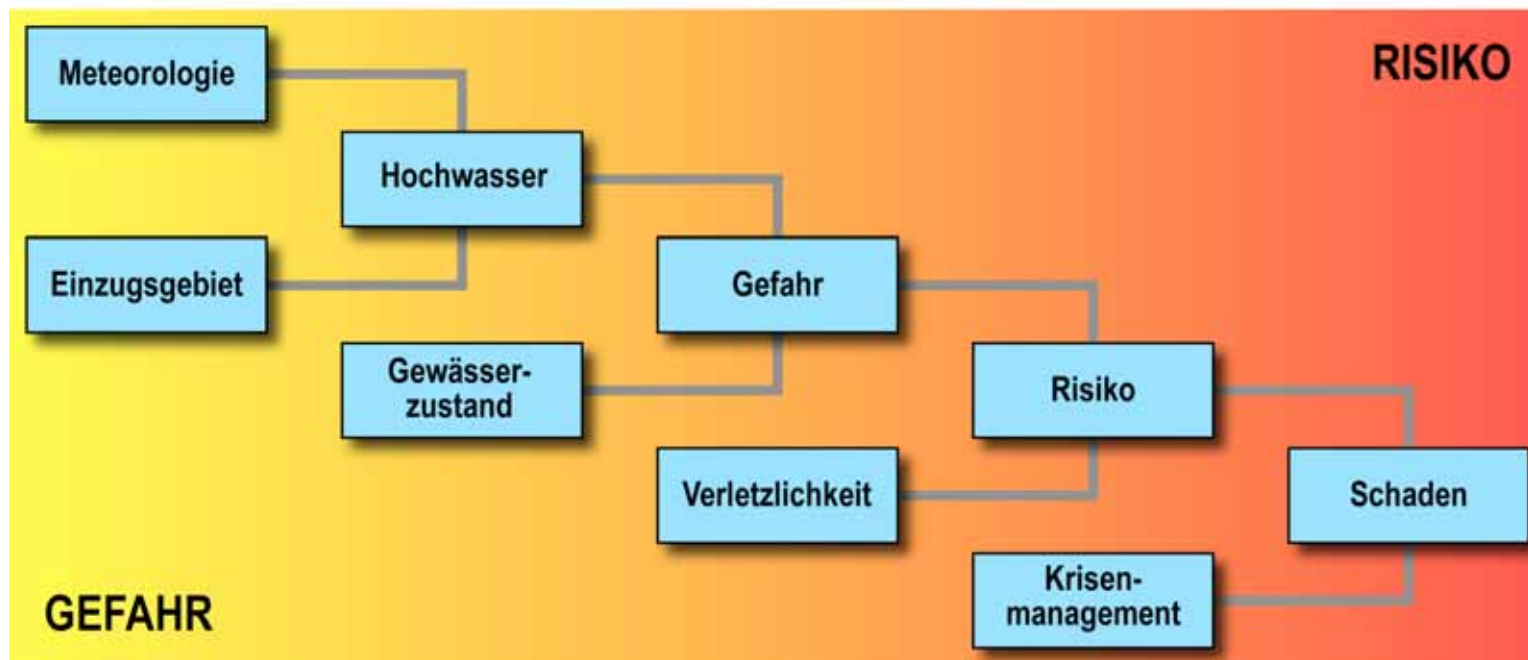 RISIKO
Meteorologie
Hochwasser
Einzugsgebiet
Gefahr
Gewässer-
zustand
Risiko
Verletzlichkeit
Schaden
Krisen-
management
GEFAHR